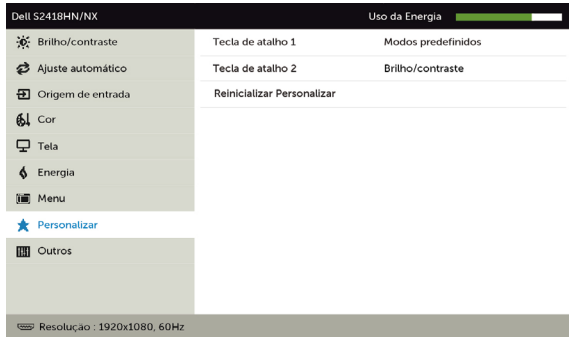 Dell S2418HN/NX Uso da Energia
Brilho/contraste Tecla de atalho 1 Modos predefinidos
Ajuste automático Tecla de atalho 2 Brilho/contraste
Origem de entrada Reinicializar Personalizar
Cor
Tela
Energia
Menu
Personalizar
Outros
Resolução : 1920x1080, 60Hz